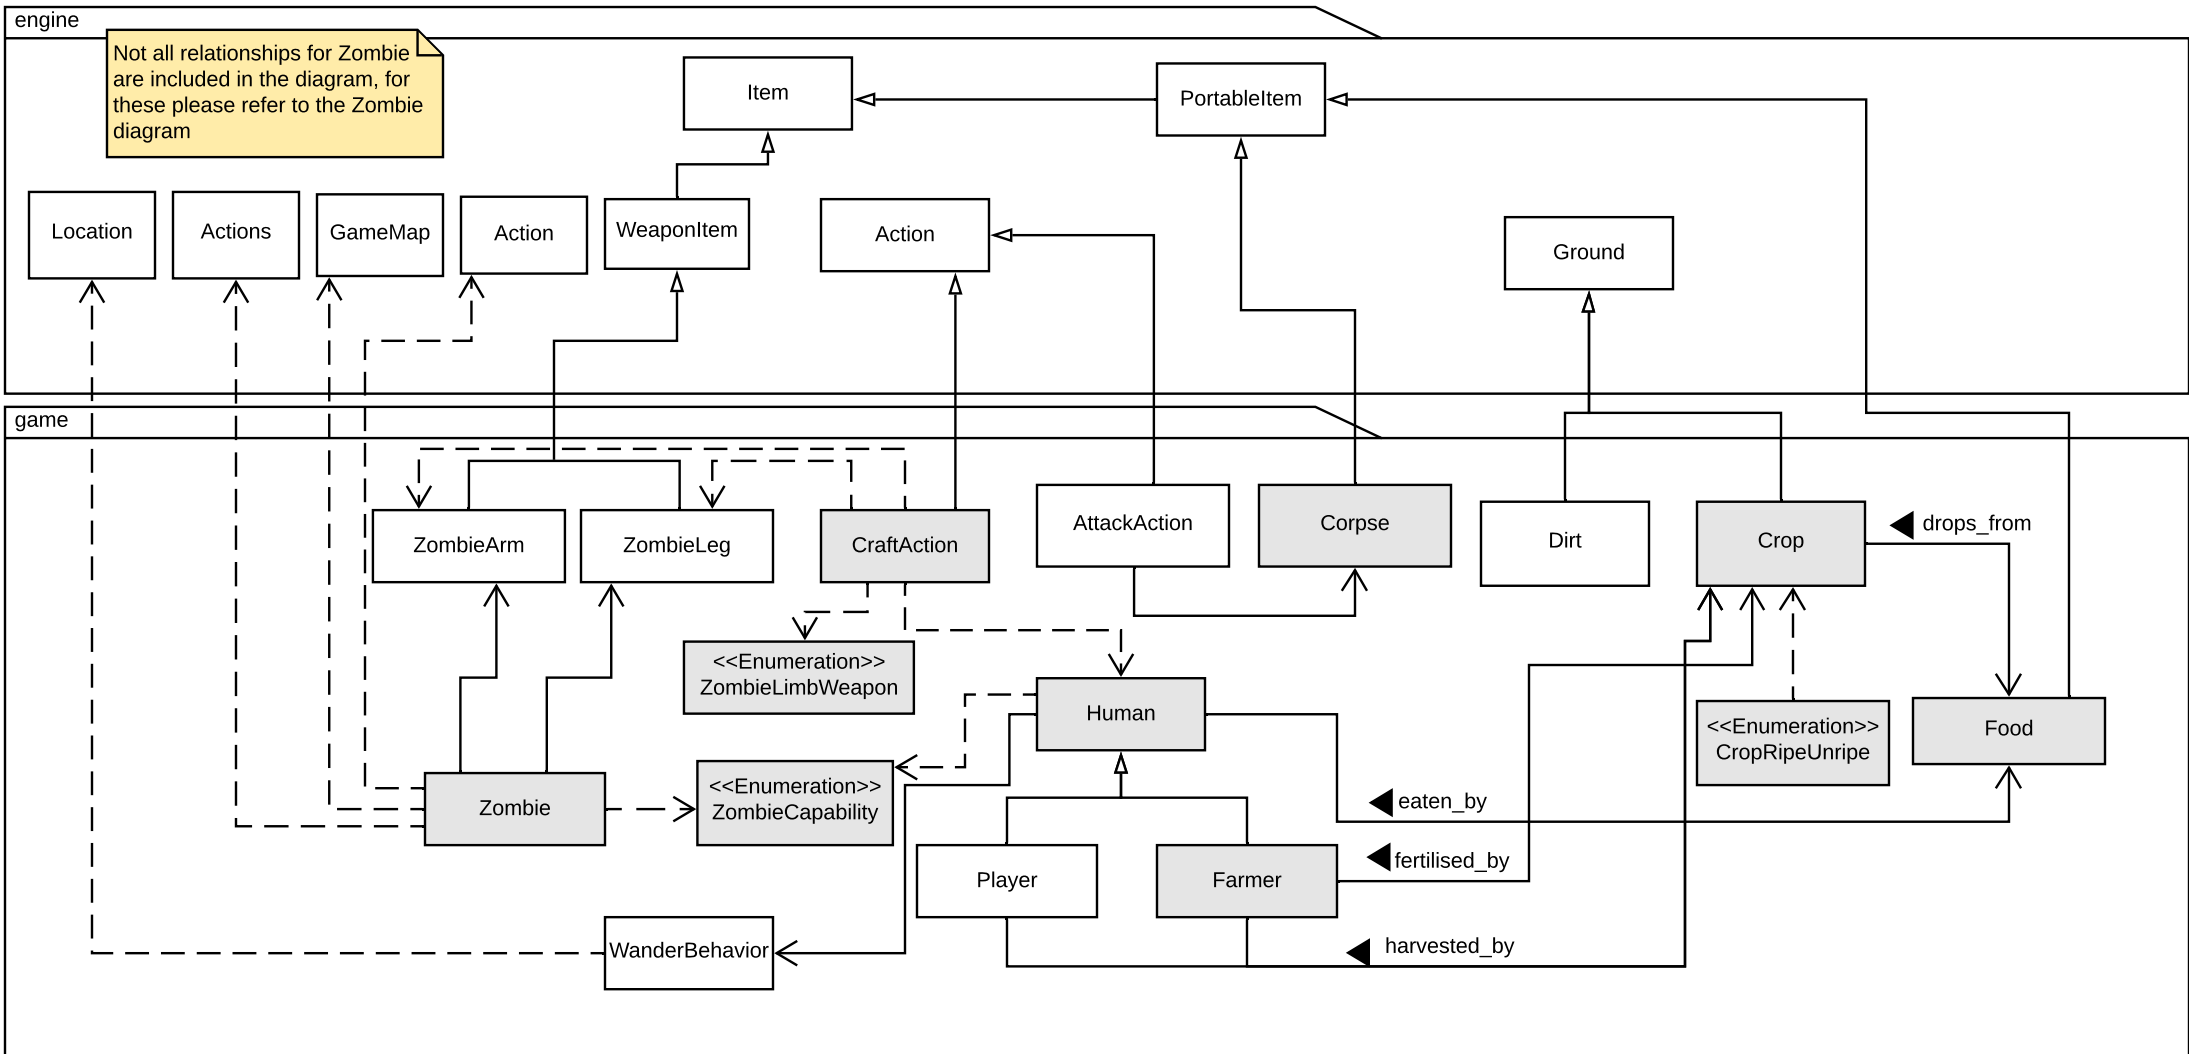 engine
Not all relationships for Zombie
are included in the diagram, for
these please refer to the Zombie
diagram
Item
PortableItem
Location
Actions
GameMap
Action
WeaponItem
Action
Ground
game
ZombieArm
ZombieLeg
CraftAction
AttackAction
Corpse
Dirt
Crop
drops_from
<<Enumeration>>
ZombieLimbWeapon
Human
<<Enumeration>>
CropRipeUnripe
Food
Zombie
<<Enumeration>>
ZombieCapability
eaten_by
Player
Farmer
fertilised_by
WanderBehavior
harvested_by